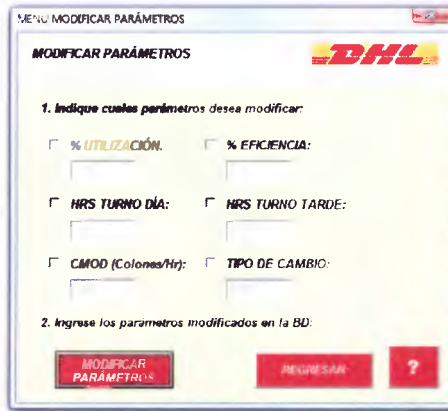 MENU MODIFICAR PARÁMETROS
MODIFICAR PARÁMETROS
DHL
1. Indique cuales parámetros desea modificar:
% UTILIZACIÓN: % EFICIENCIA:
HRS TURNO DÍA: HRS TURNO TARDE:
CMOD (Colones/Hr): TIPO DE CAMBIO:
2. Ingrese los parámetros modificados en la BD:
MODIFICAR
PARÁMETROS
REGRESAR
?